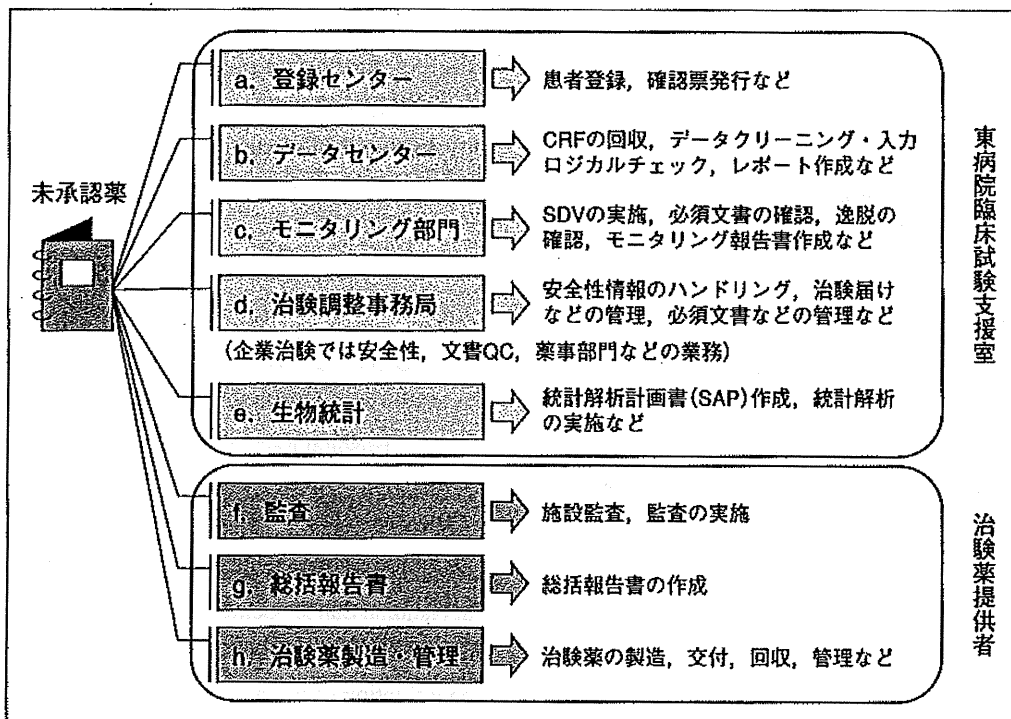 未承認薬
a. 登録センター
患者登録，確認票発行など
b. データセンター
CRFの回収，データクリーニング・入力
ロジカルチェック，レポート作成など
c. モニタリング部門
SDVの実施，必須文書の確認，逸脱の
確認，モニタリング報告書作成など
d. 治験調整事務局
安全性情報のハンドリング，治験届け
などの管理，必須文書などの管理など
(企業治験では安全性，文書QC，薬事部門などの業務)
e. 生物統計
統計解析計画書(SAP)作成，統計解析
の実施など
東病院臨床試験支援室
f. 監査
施設監査，監査の実施
g. 総括報告書
総括報告書の作成
h. 治験薬製造・管理
治験薬の製造，交付，回収，管理など
治験薬提供者